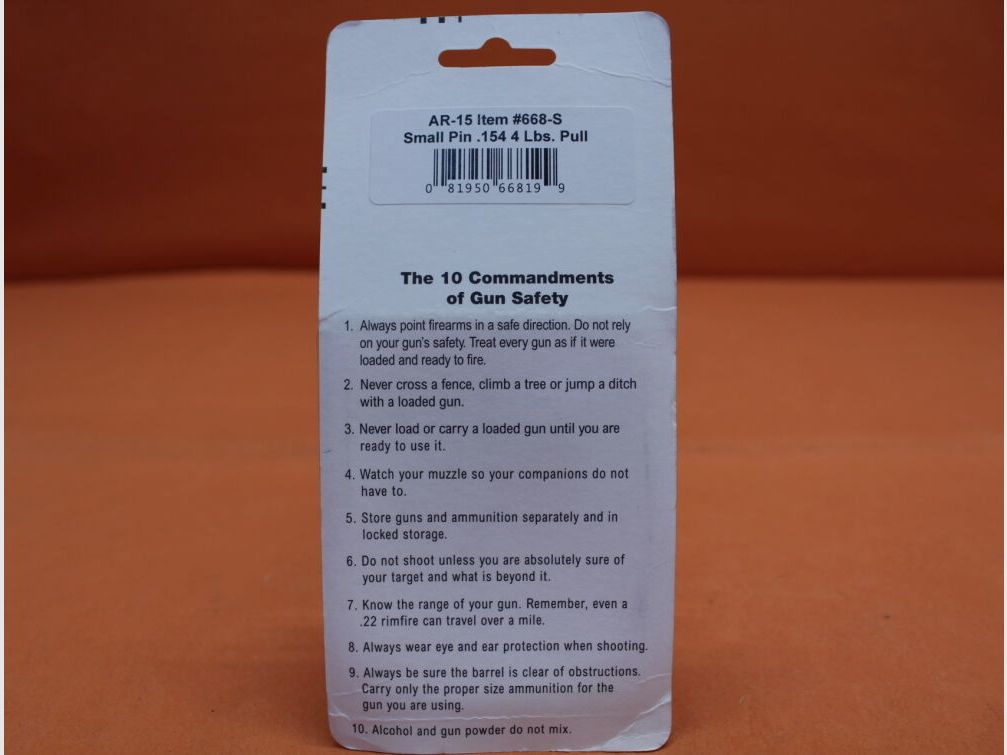 AR-15 Item #668-S
Small Pin .154 4 Lbs. Pull
0 81950 66819 9
The 10 Commandments
of Gun Safety
1. Always point firearms in a safe direction. Do not rely
on your gun's safety. Treat every gun as if it were
loaded and ready to fire.
2. Never cross a fence, climb a tree or jump a ditch
with a loaded gun.
3. Never load or carry a loaded gun until you are
ready to use it.
4. Watch your muzzle so your companions do not
have to.
5. Store guns and ammunition separately and in
locked storage.
6. Do not shoot unless you are absolutely sure of
your target and what is beyond it.
7. Know the range of your gun. Remember, even a
.22 rimfire can travel over a mile.
8. Always wear eye and ear protection when shooting.
9. Always be sure the barrel is clear of obstructions.
Carry only the proper size ammunition for the
gun you are using.
10. Alcohol and gun powder do not mix.